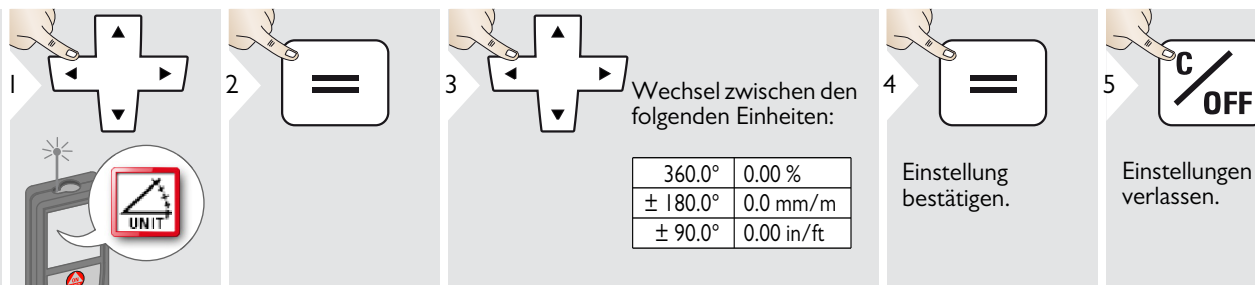 1
UNIT
ON
2
3
Wechsel zwischen den
folgenden Einheiten:
360.0° 0.00 %
± 180.0° 0.0 mm/m
± 90.0° 0.00 in/ft
4
Einstellung
bestätigen.
5
C/OFF
Einstellungen
verlassen.